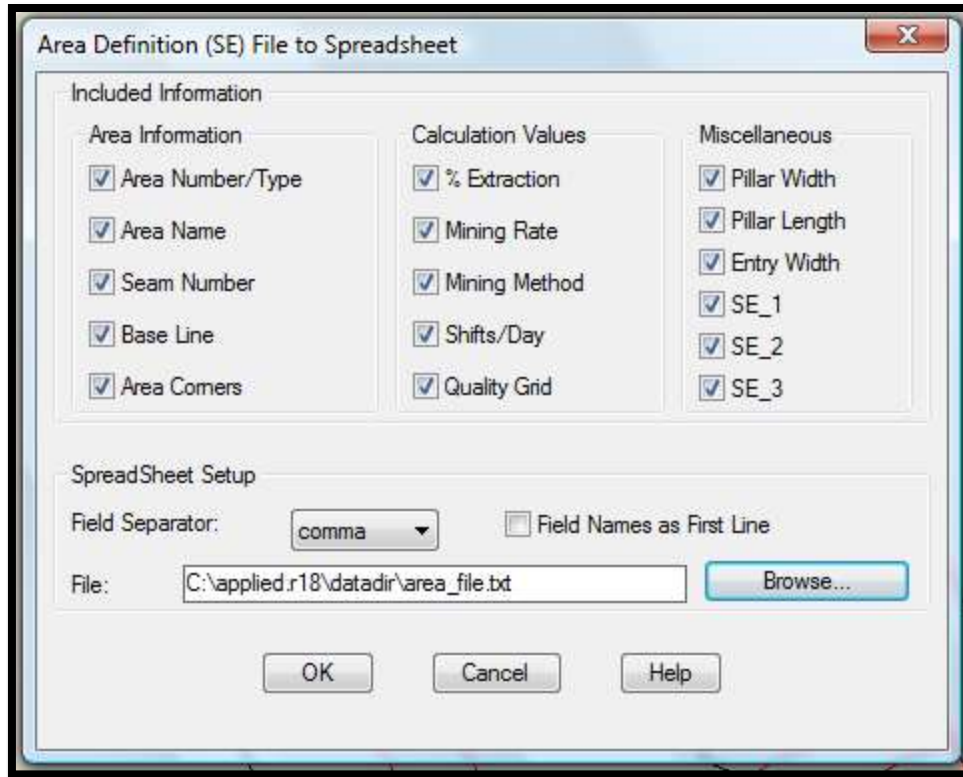 Area Definition (SE) File to Spreadsheet
Included Information
Area Information
Area Number/Type
Area Name
Seam Number
Base Line
Area Corners
Calculation Values
% Extraction
Mining Rate
Mining Method
Shifts/Day
Quality Grid
Miscellaneous
Pillar Width
Pillar Length
Entry Width
SE_1
SE_2
SE_3
SpreadSheet Setup
Field Separator:
comma
Field Names as First Line
File:
C:\applied.r18\datadir\area_file.txt
Browse...
OK
Cancel
Help